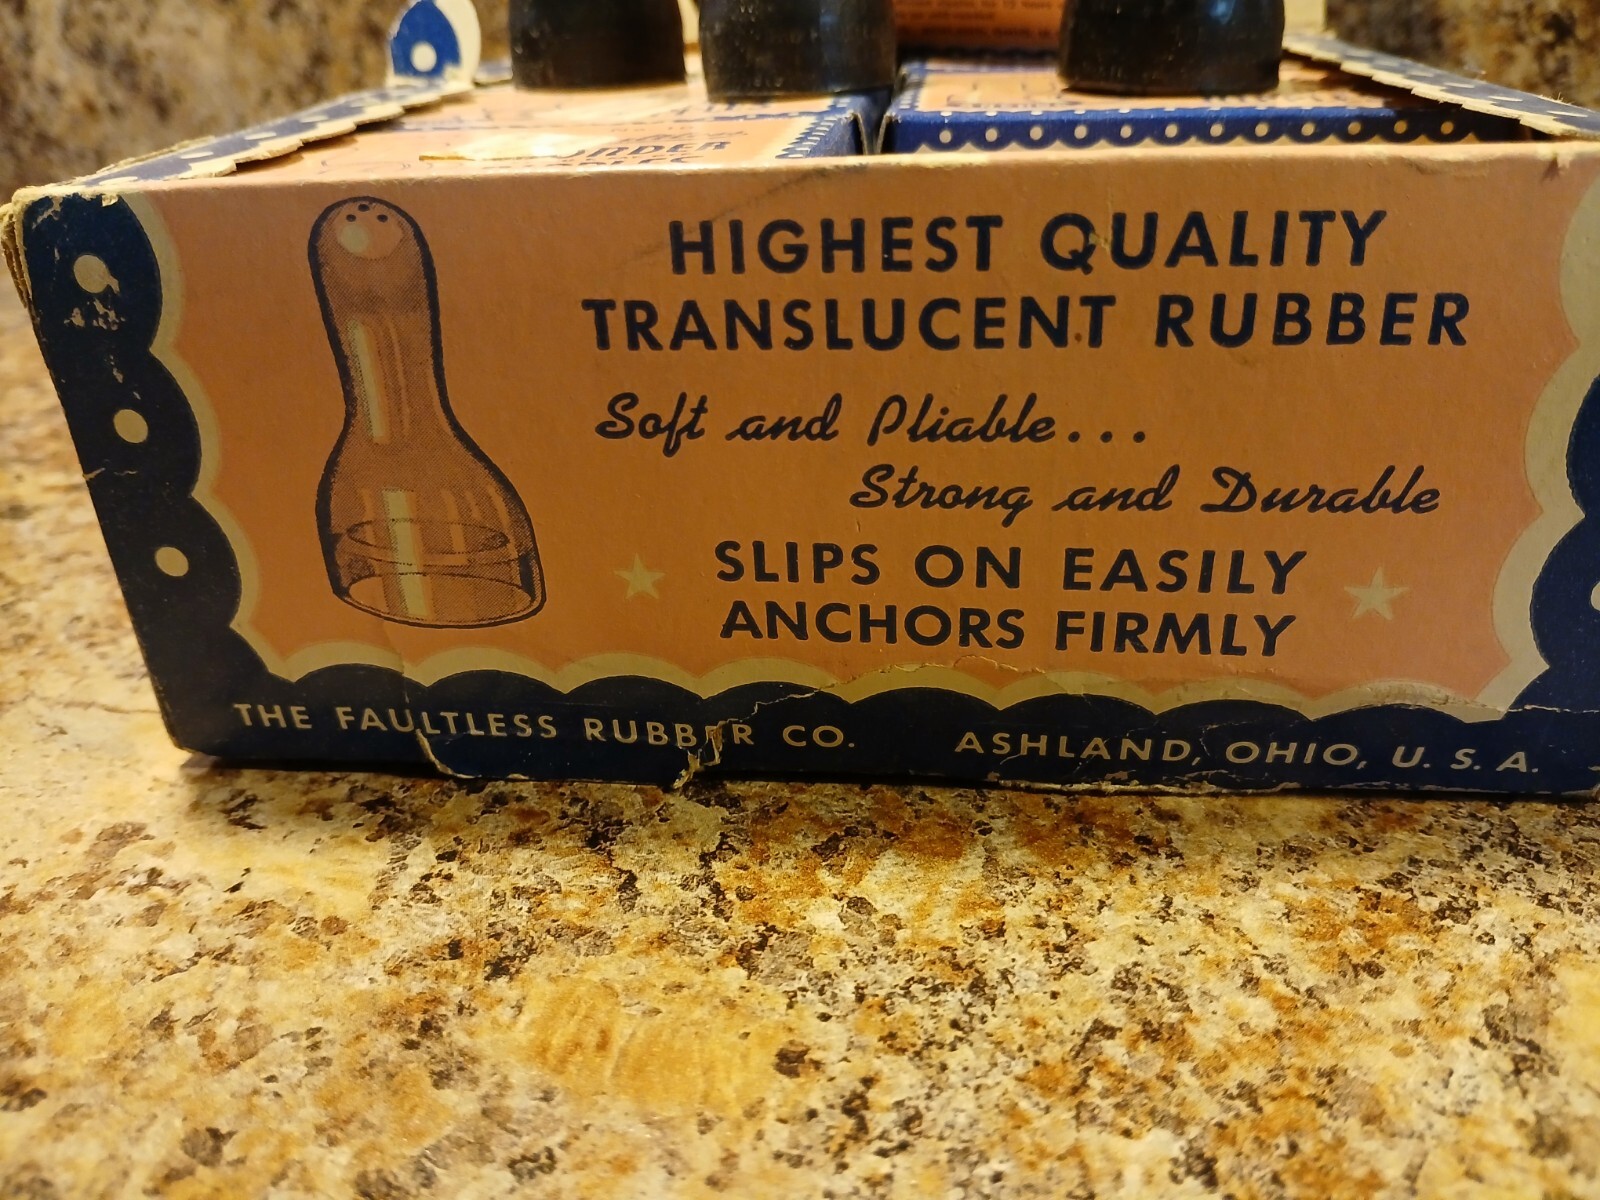 HIGHEST QUALITY
TRANSLUCENT RUBBER
Soft and Pliable...
Strong and Durable
SLIPS ON EASILY
ANCHORS FIRMLY
THE FAULTLESS RUBBER CO. ASHLAND, OHIO, U. S. A.